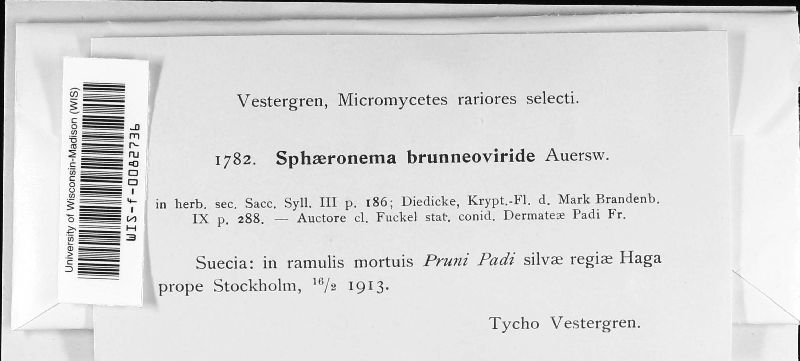 Vestergren, Micromycetes rariores selecti.
1782. Sphæronema brunneoviride Auersw.
in herb. sec. Sacc. Syll. III p. 186; Diedicke, Krypt.-Fl. d. Mark Brandenb.
IX p. 288. — Auctore cl. Fuckel stat. conid. Dermateæ Padi Fr.
Suecia: in ramulis mortuis Pruni Padi silvæ regiæ Haga
prope Stockholm, 16/2 1913.
Tycho Vestergren.
University of Wisconsin-Madison (WIS)
WIS-f-0082736